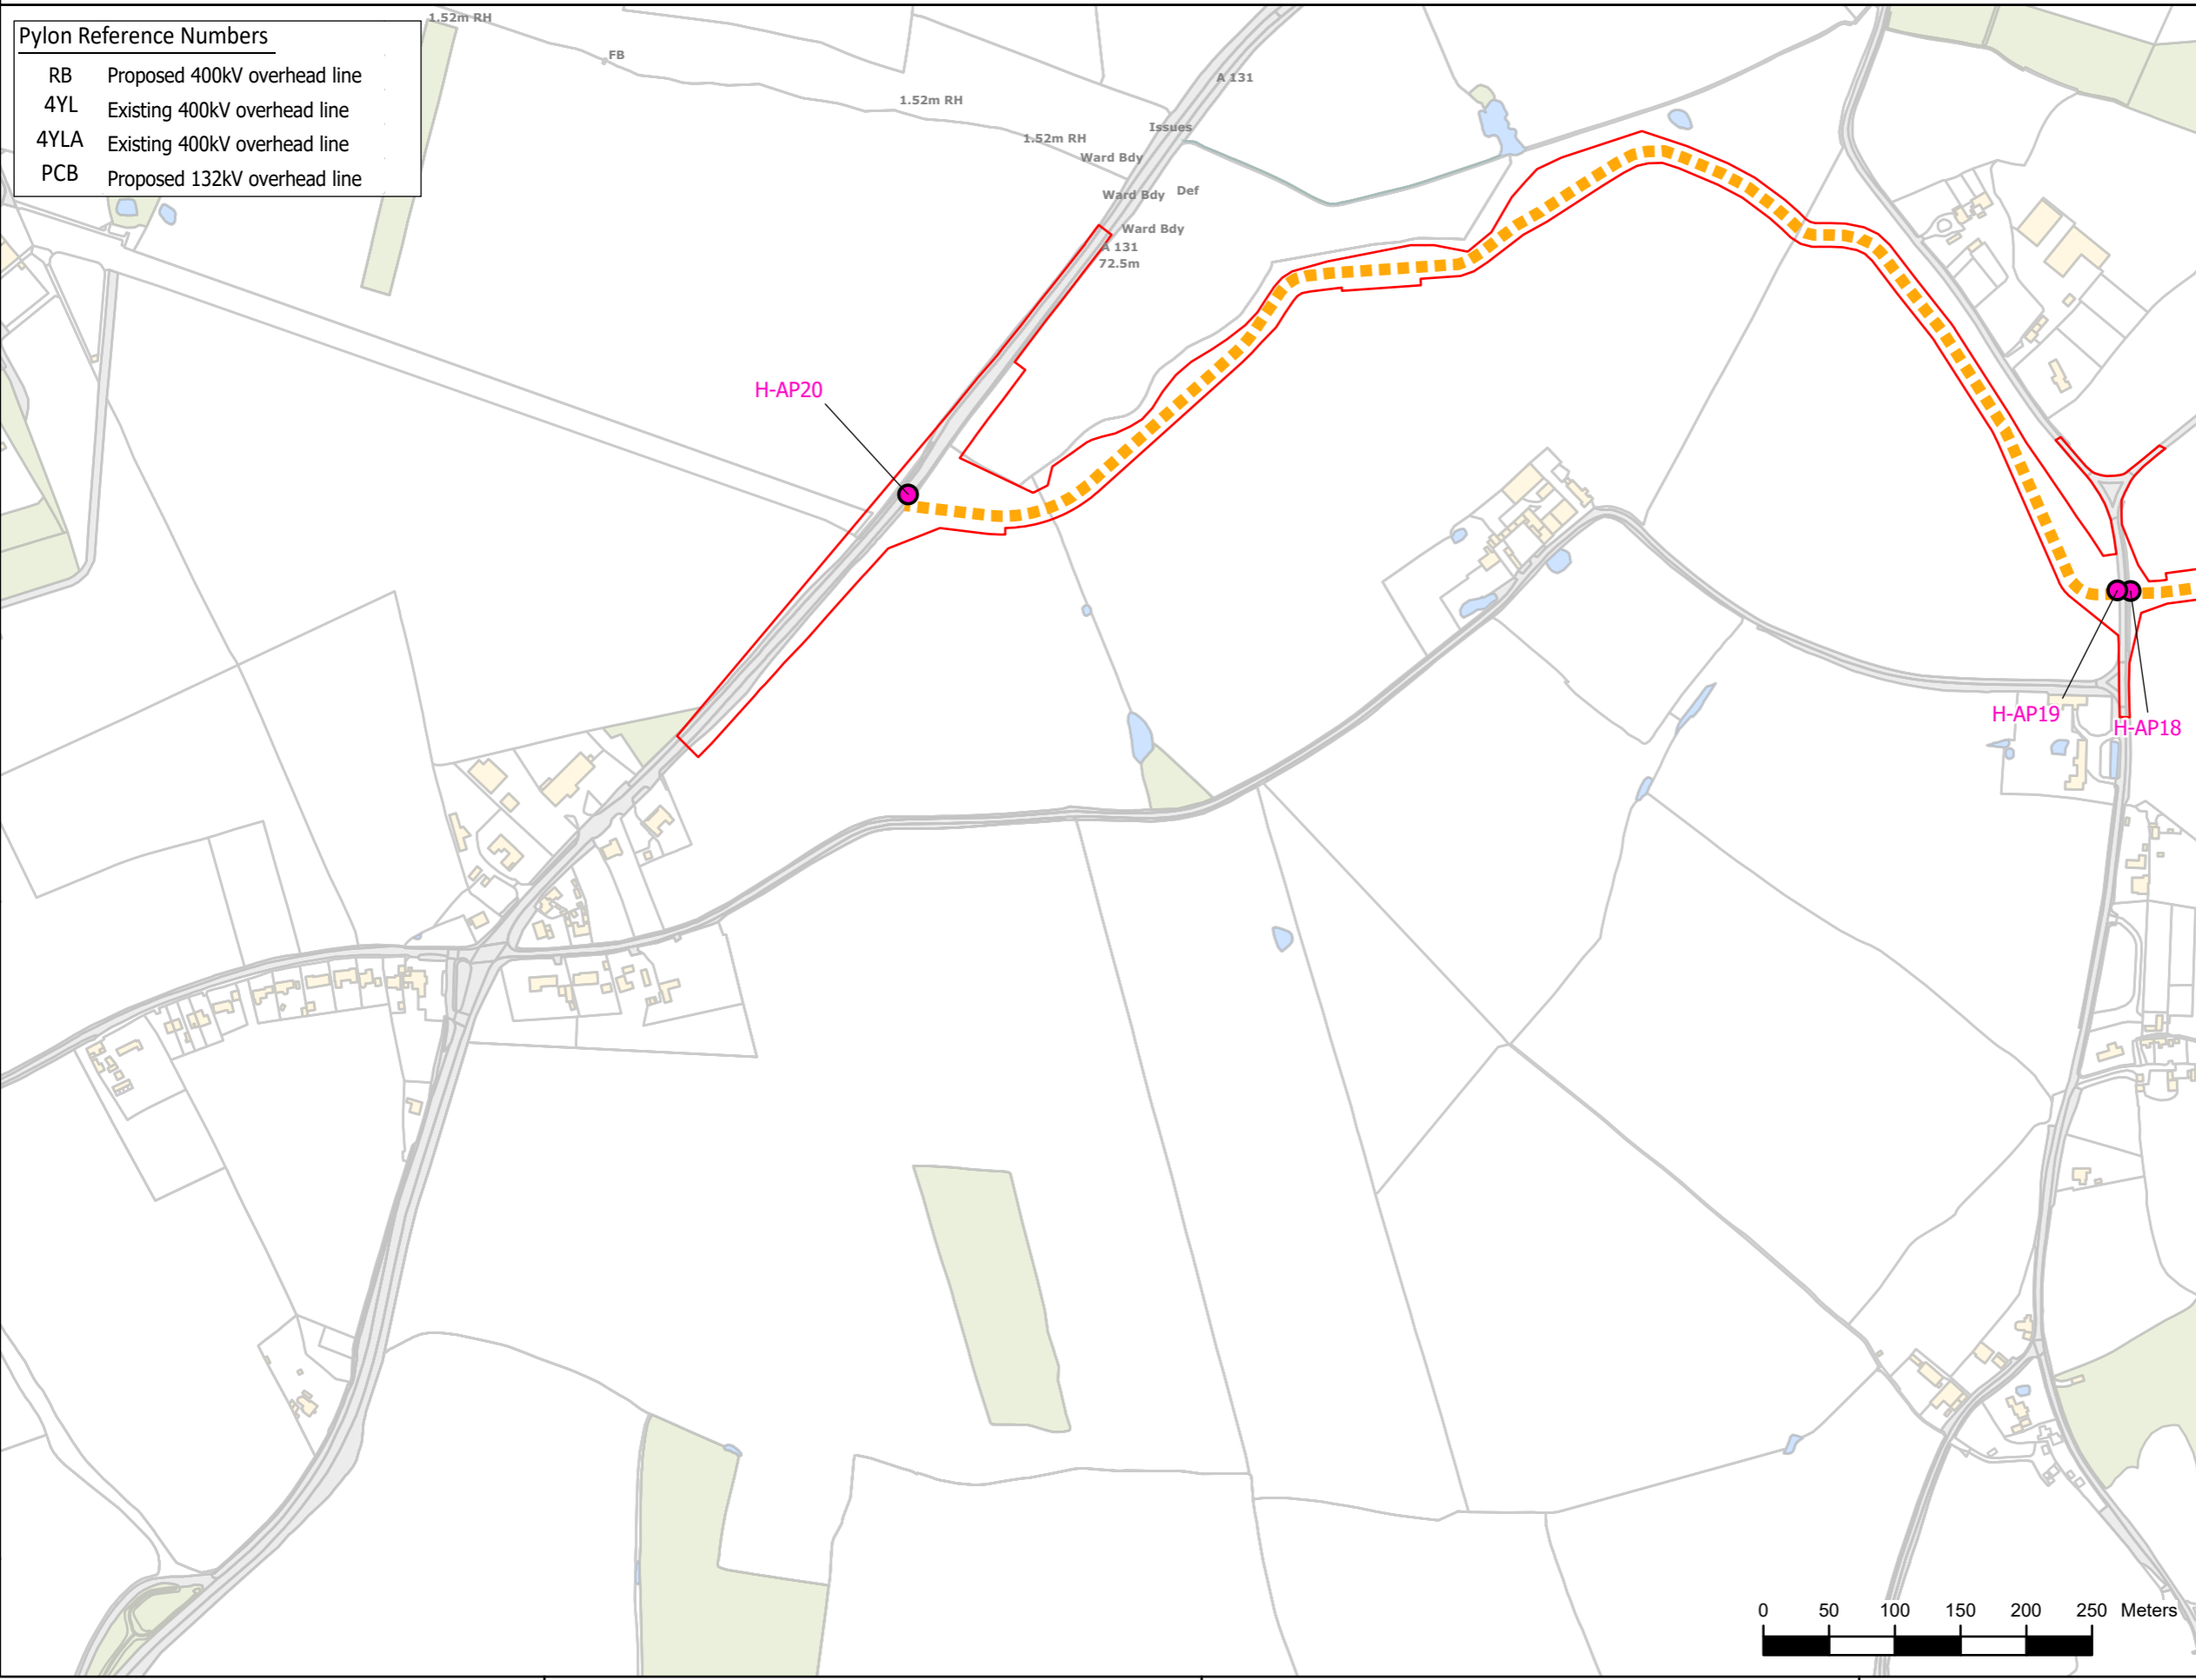 Pylon Reference Numbers
RB Proposed 400kV overhead line
4YL Existing 400kV overhead line
4YLA Existing 400kV overhead line
PCB Proposed 132kV overhead line
1.52m RH
FB
A 131
1.52m RH
Issues
1.52m RH
Ward Bdy
Ward Bdy Def
Ward Bdy
A 131
72.5m
H-AP20
H-AP19
H-AP18
0 50 100 150 200 250 Meters